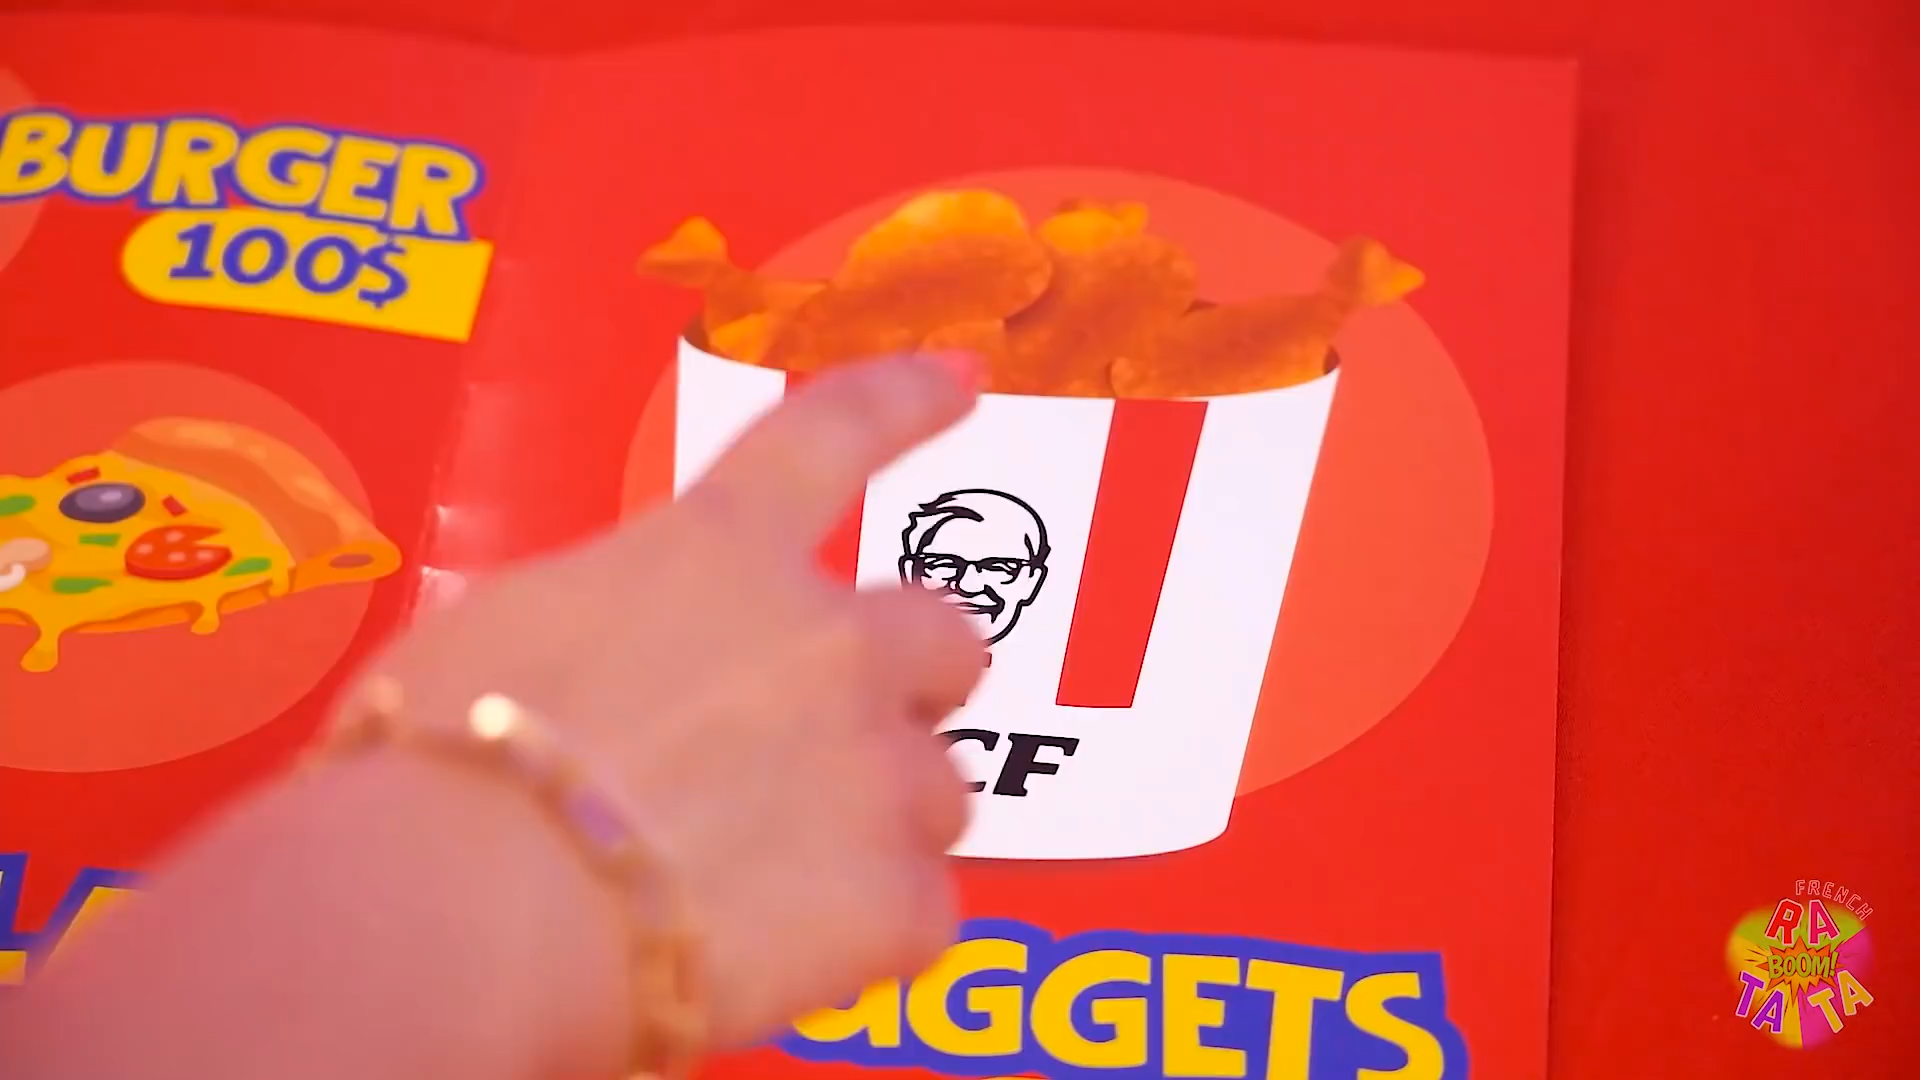 BURGER
100$
CF
GGETS
FRENCH
RA
BOOM!
TA TA